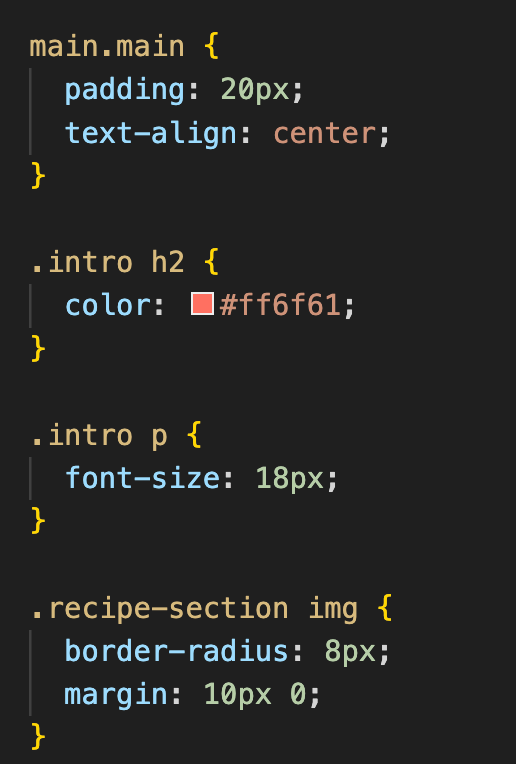 main.main {
  padding: 20px;
  text-align: center;
}

.intro h2 {
  color: #ff6f61;
}

.intro p {
  font-size: 18px;
}

.recipe-section img {
  border-radius: 8px;
  margin: 10px 0;
}